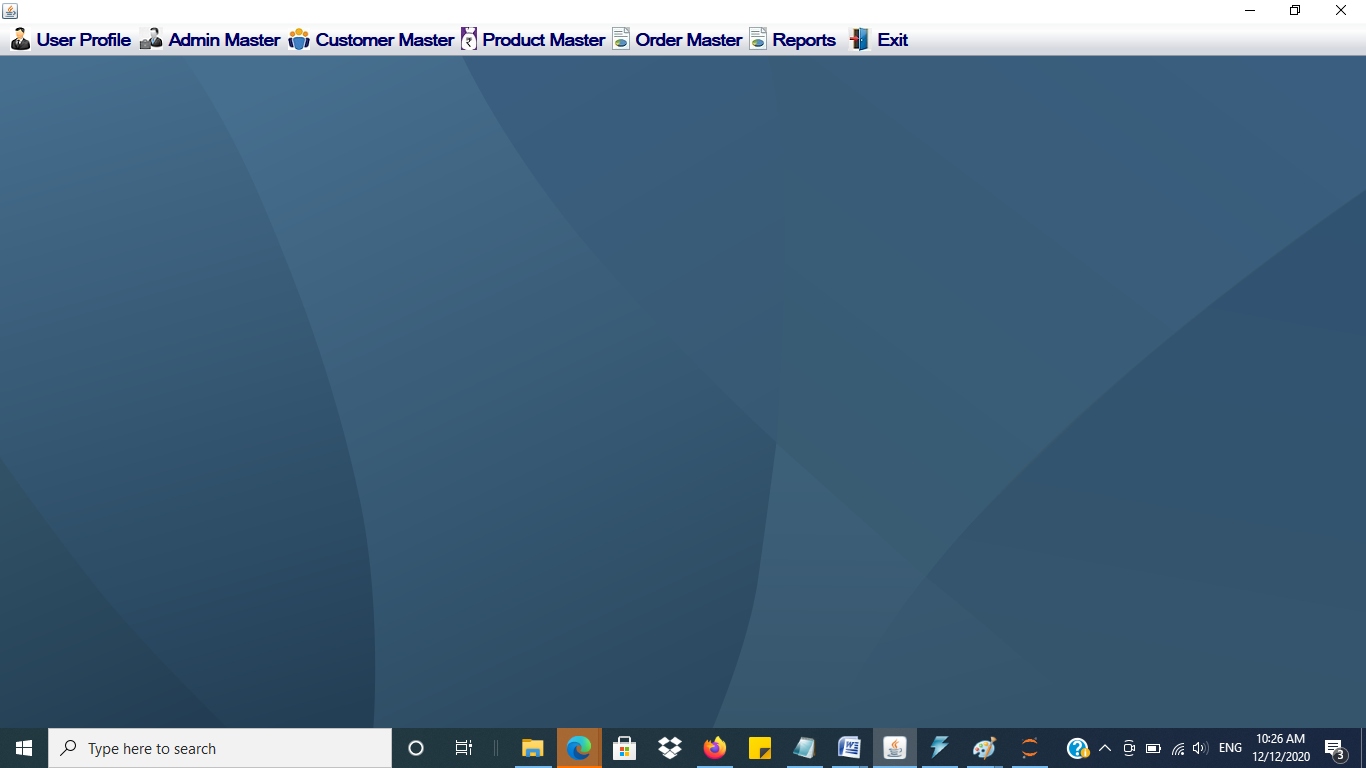 User Profile Admin Master Customer Master Product Master Order Master Reports Exit
Type here to search
ENG
10:26 AM
12/12/2020
3